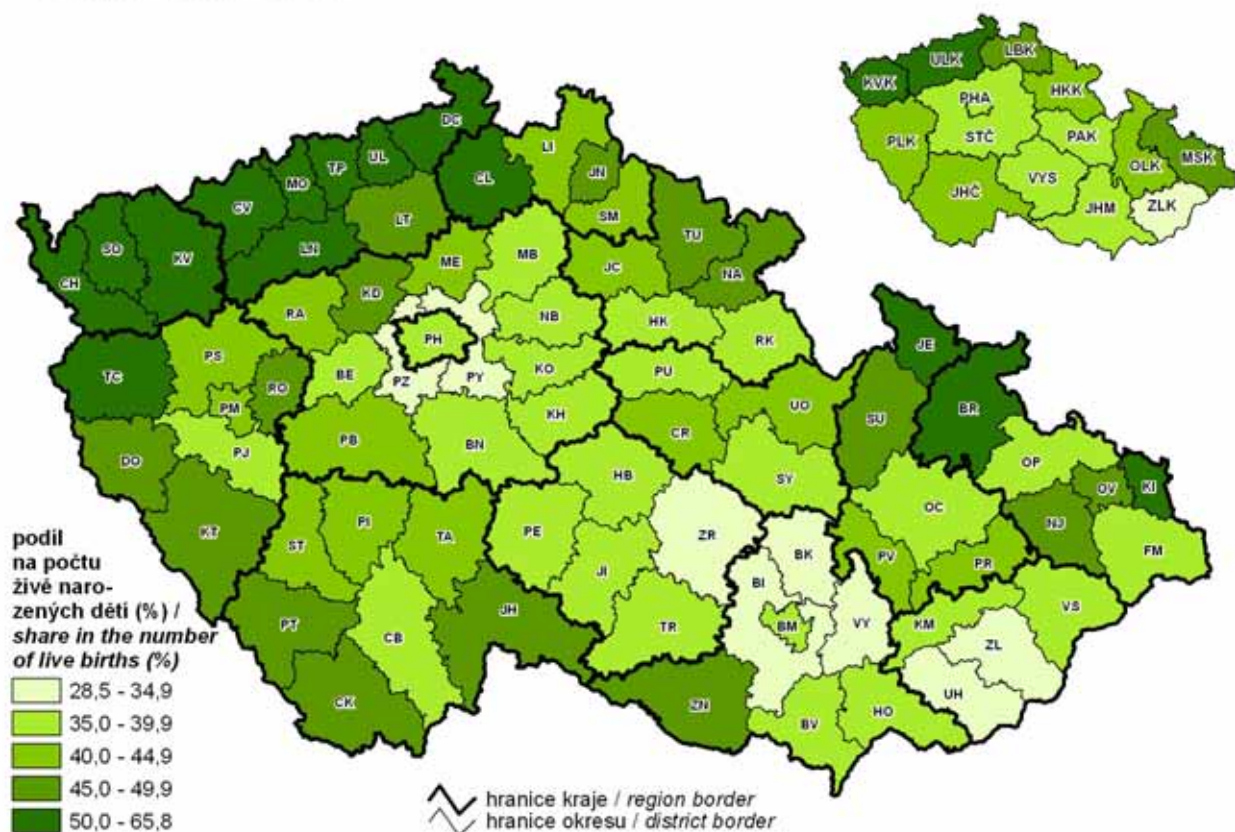 KVK
ULK
LBK
HKK
PHA
STČ
PLK
PAK
JHČ
VYS
OLK
MSK
JHM
ZLK
DC
UL
TP
MO
CV
CL
LI
JN
SM
LT
LN
SO
KV
CH
TU
NA
ME
MB
JC
KD
RA
PH
NB
HK
RK
TC
PS
RO
PM
BE
PZ
PY
KO
PU
JE
BR
SU
UO
CR
KH
PB
BN
PJ
DO
KT
HB
SY
OP
OV
KI
OC
NJ
FM
ST
PI
TA
PE
ZR
BK
PV
PR
JI
BI
BM
VY
VS
KM
ZL
UH
PT
CB
JH
TR
CK
ZN
BV
HO
podíl
na počtu
živě naro-
zených dětí (%) /
share in the number
of live births (%)
28,5 - 34,9
35,0 - 39,9
40,0 - 44,9
45,0 - 49,9
50,0 - 65,8
hranice kraje / region border
hranice okresu / district border